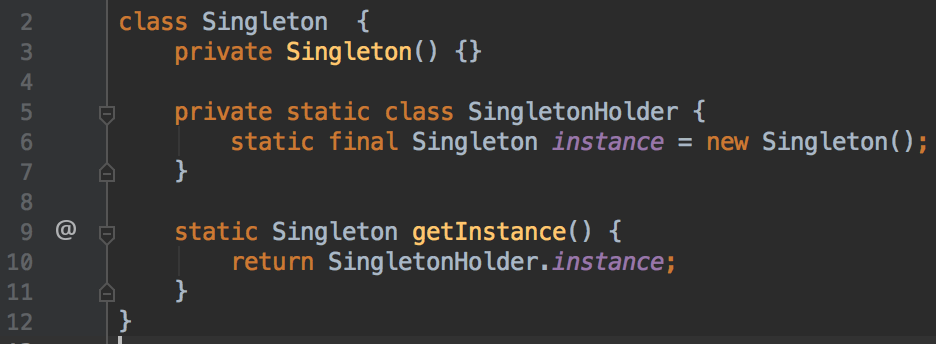 2 class Singleton  {
3     private Singleton() {}
4
5     private static class SingletonHolder {
6         static final Singleton instance = new Singleton();
7     }
8
9 @   static Singleton getInstance() {
10         return SingletonHolder.instance;
11     }
12 }